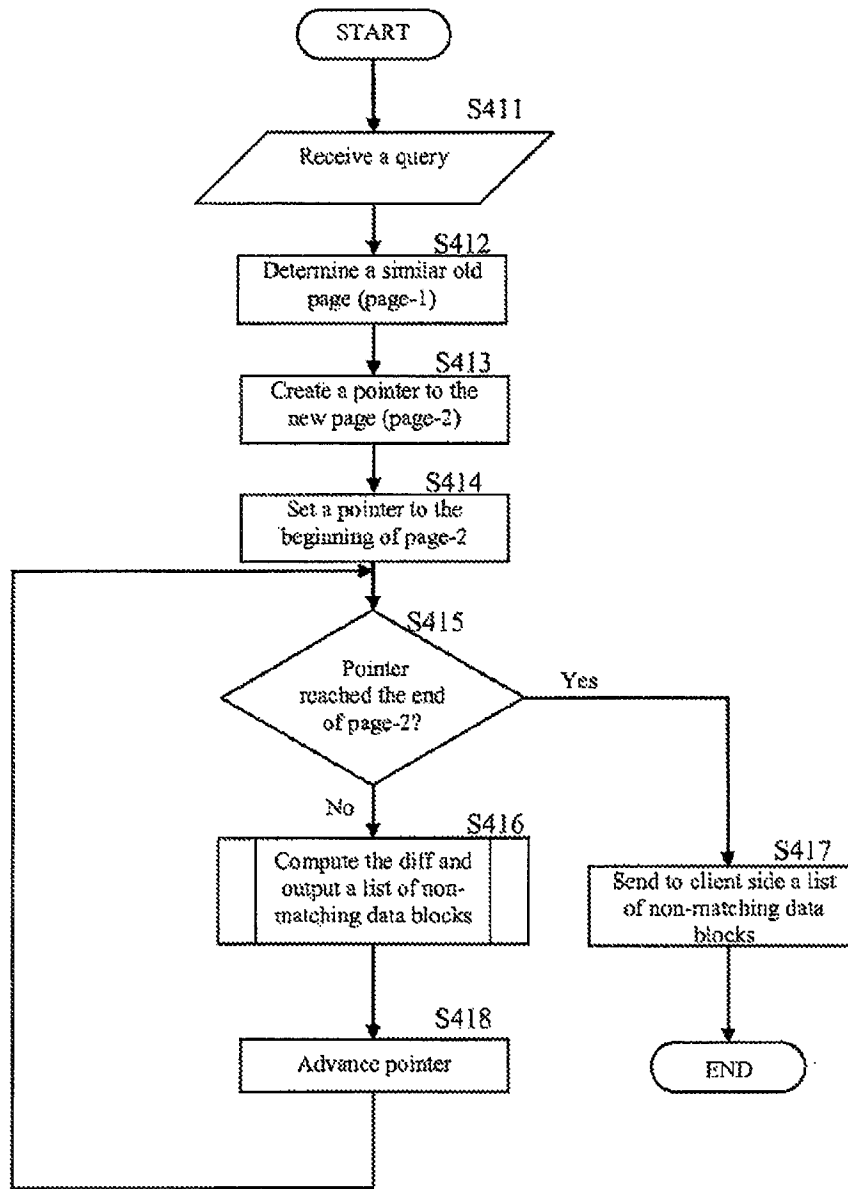 START
S411
Receive a query
S412
Determine a similar old
page (page-1)
S413
Create a pointer to the
new page (page-2)
S414
Set a pointer to the
beginning of page-2
S415
Pointer
reached the end
of page-2?
Yes
No
S416
Compute the diff and
output a list of non-
matching data blocks
S417
Send to client side a list
of non-matching data
blocks
S418
Advance pointer
END